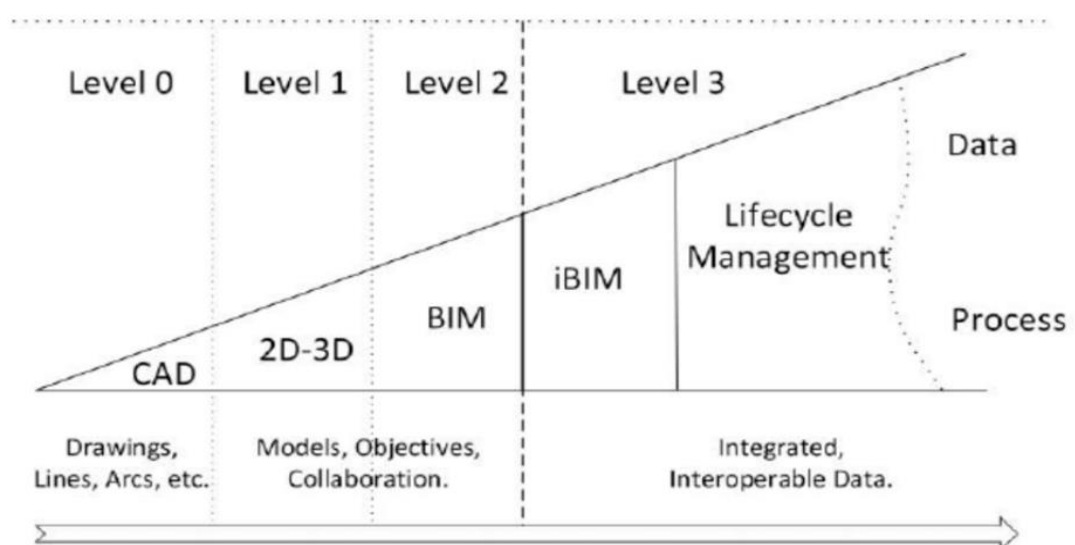 Level 0
Level 1
Level 2
Level 3
Data
Lifecycle
Management
iBIM
BIM
Process
2D-3D
CAD
Drawings,
Lines, Arcs, etc.
Models, Objectives,
Collaboration.
Integrated,
Interoperable Data.